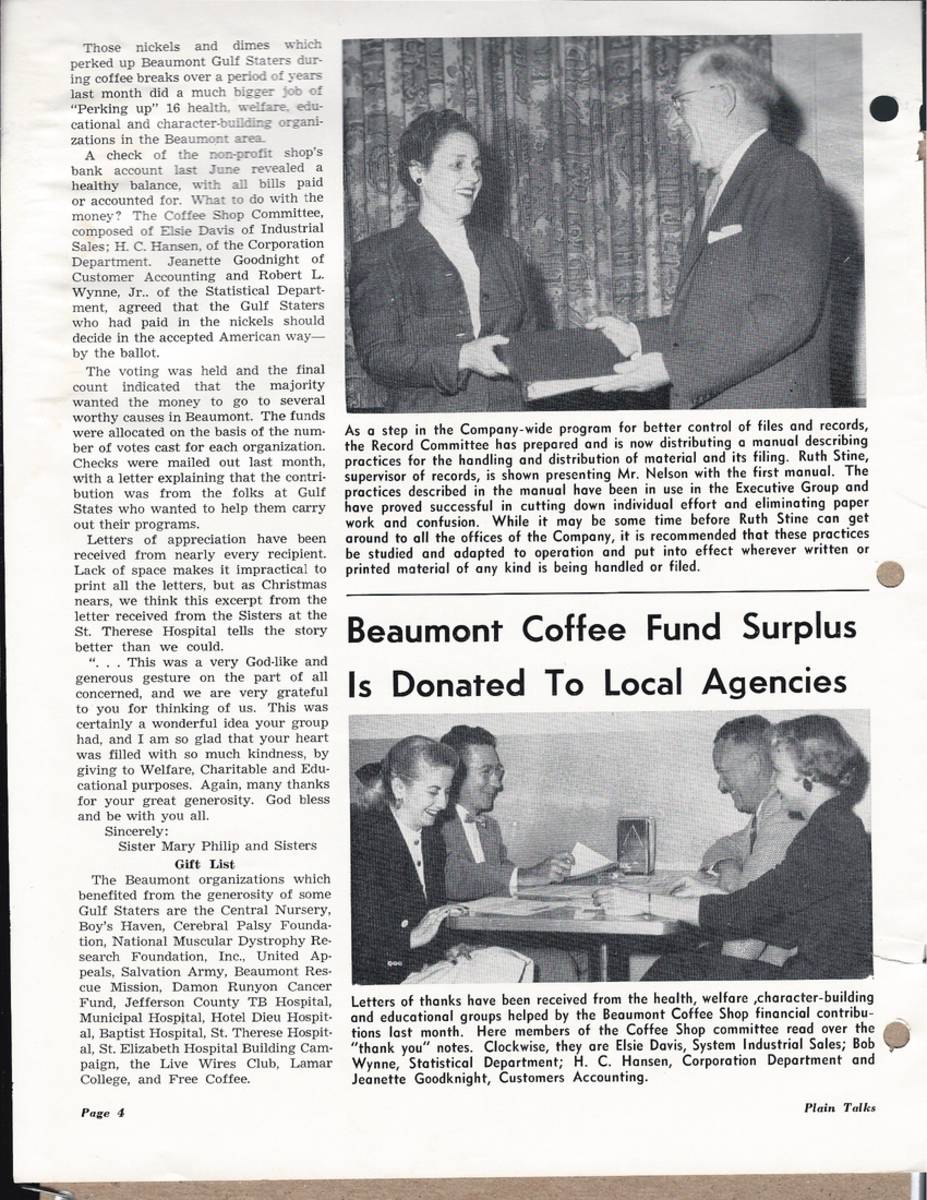 Those nickels and dimes which
perked up Beaumont Gulf Staters dur-
ing coffee breaks over a period of years
last month did a much bigger job of
"Perking up" 16 health, welfare, edu-
cational and character-building organi-
zations in the Beaumont area.
A check of the non-profit shop's
bank account last June revealed a
healthy balance, with all bills paid
or accounted for. What to do with the
money? The Coffee Shop Committee,
composed of Elsie Davis of Industrial
Sales; H. C. Hansen, of the Corporation
Department. Jeanette Goodnight of
Customer Accounting and Robert L.
Wynne, Jr.. of the Statistical Depart-
ment, agreed that the Gulf Staters
who had paid in the nickels should
decide in the accepted American way—
by the ballot.
The voting was held and the final
count indicated that the majority
wanted the money to go to several
worthy causes in Beaumont. The funds
were allocated on the basis of the num-
ber of votes cast for each organization.
Checks were mailed out last month,
with a letter explaining that the contri-
bution was from the folks at Gulf
States who wanted to help them carry
out their programs.
Letters of appreciation have been
received from nearly every recipient.
Lack of space makes it impractical to
print all the letters, but as Christmas
nears, we think this excerpt from the
letter received from the Sisters at the
St. Therese Hospital tells the story
better than we could.
". . . This was a very God-like and
generous gesture on the part of all
concerned, and we are very grateful
to you for thinking of us. This was
certainly a wonderful idea your group
had, and I am so glad that your heart
was filled with so much kindness, by
giving to Welfare, Charitable and Edu-
cational purposes. Again, many thanks
for your great generosity. God bless
and be with you all.
Sincerely:
Sister Mary Philip and Sisters
Gift List
The Beaumont organizations which
benefited from the generosity of some
Gulf Staters are the Central Nursery,
Boy's Haven, Cerebral Palsy Founda-
tion, National Muscular Dystrophy Re-
search Foundation, Inc., United Ap-
peals, Salvation Army, Beaumont Res-
cue Mission, Damon Runyon Cancer
Fund, Jefferson County TB Hospital,
Municipal Hospital, Hotel Dieu Hospit-
al, Baptist Hospital, St. Therese Hospit-
al, St. Elizabeth Hospital Building Cam-
paign, the Live Wires Club, Lamar
College, and Free Coffee.
As a step in the Company-wide program for better control of files and records,
the Record Committee has prepared and is now distributing a manual describing
practices for the handling and distribution of material and its filing. Ruth Stine,
supervisor of records, is shown presenting Mr. Nelson with the first manual. The
practices described in the manual have been in use in the Executive Group and
have proved successful in cutting down individual effort and eliminating paper
work and confusion. While it may be some time before Ruth Stine can get
around to all the offices of the Company, it is recommended that these practices
be studied and adapted to operation and put into effect wherever written or
printed material of any kind is being handled or filed.
Beaumont Coffee Fund Surplus
Is Donated To Local Agencies
Letters of thanks have been received from the health, welfare ,character-building
and educational groups helped by the Beaumont Coffee Shop financial contribu-
tions last month. Here members of the Coffee Shop committee read over the
"thank you" notes. Clockwise, they are Elsie Davis, System Industrial Sales; Bob
Wynne, Statistical Department; H. C. Hansen, Corporation Department and
Jeanette Goodknight, Customers Accounting.
Page 4
Plain Talks